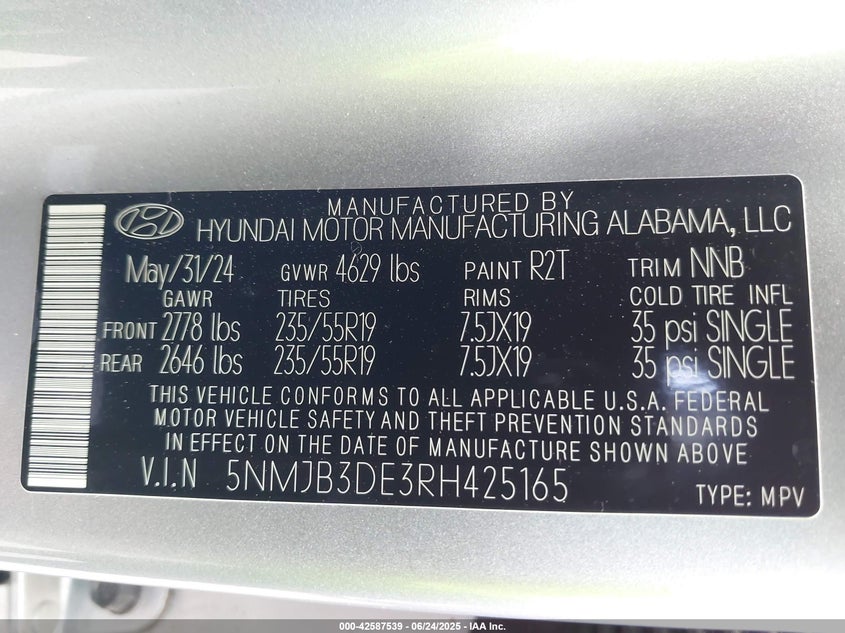 MANUFACTURED BY
HYUNDAI MOTOR MANUFACTURING ALABAMA, LLC
May/31/24 GVWR 4629 lbs PAINT R2T TRIM NNB
GAWR TIRES RIMS COLD TIRE INFL
FRONT 2778 lbs 235/55R19 7.5JX19 35 psi SINGLE
REAR 2646 lbs 235/55R19 7.5JX19 35 psi SINGLE
THIS VEHICLE CONFORMS TO ALL APPLICABLE U.S.A. FEDERAL
MOTOR VEHICLE SAFETY AND THEFT PREVENTION STANDARDS
IN EFFECT ON THE DATE OF MANUFACTURE SHOWN ABOVE
V.I.N 5NMJB3DE3RH425165 TYPE: MPV
000-42587539 - 06/24/2025 - IAA Inc.